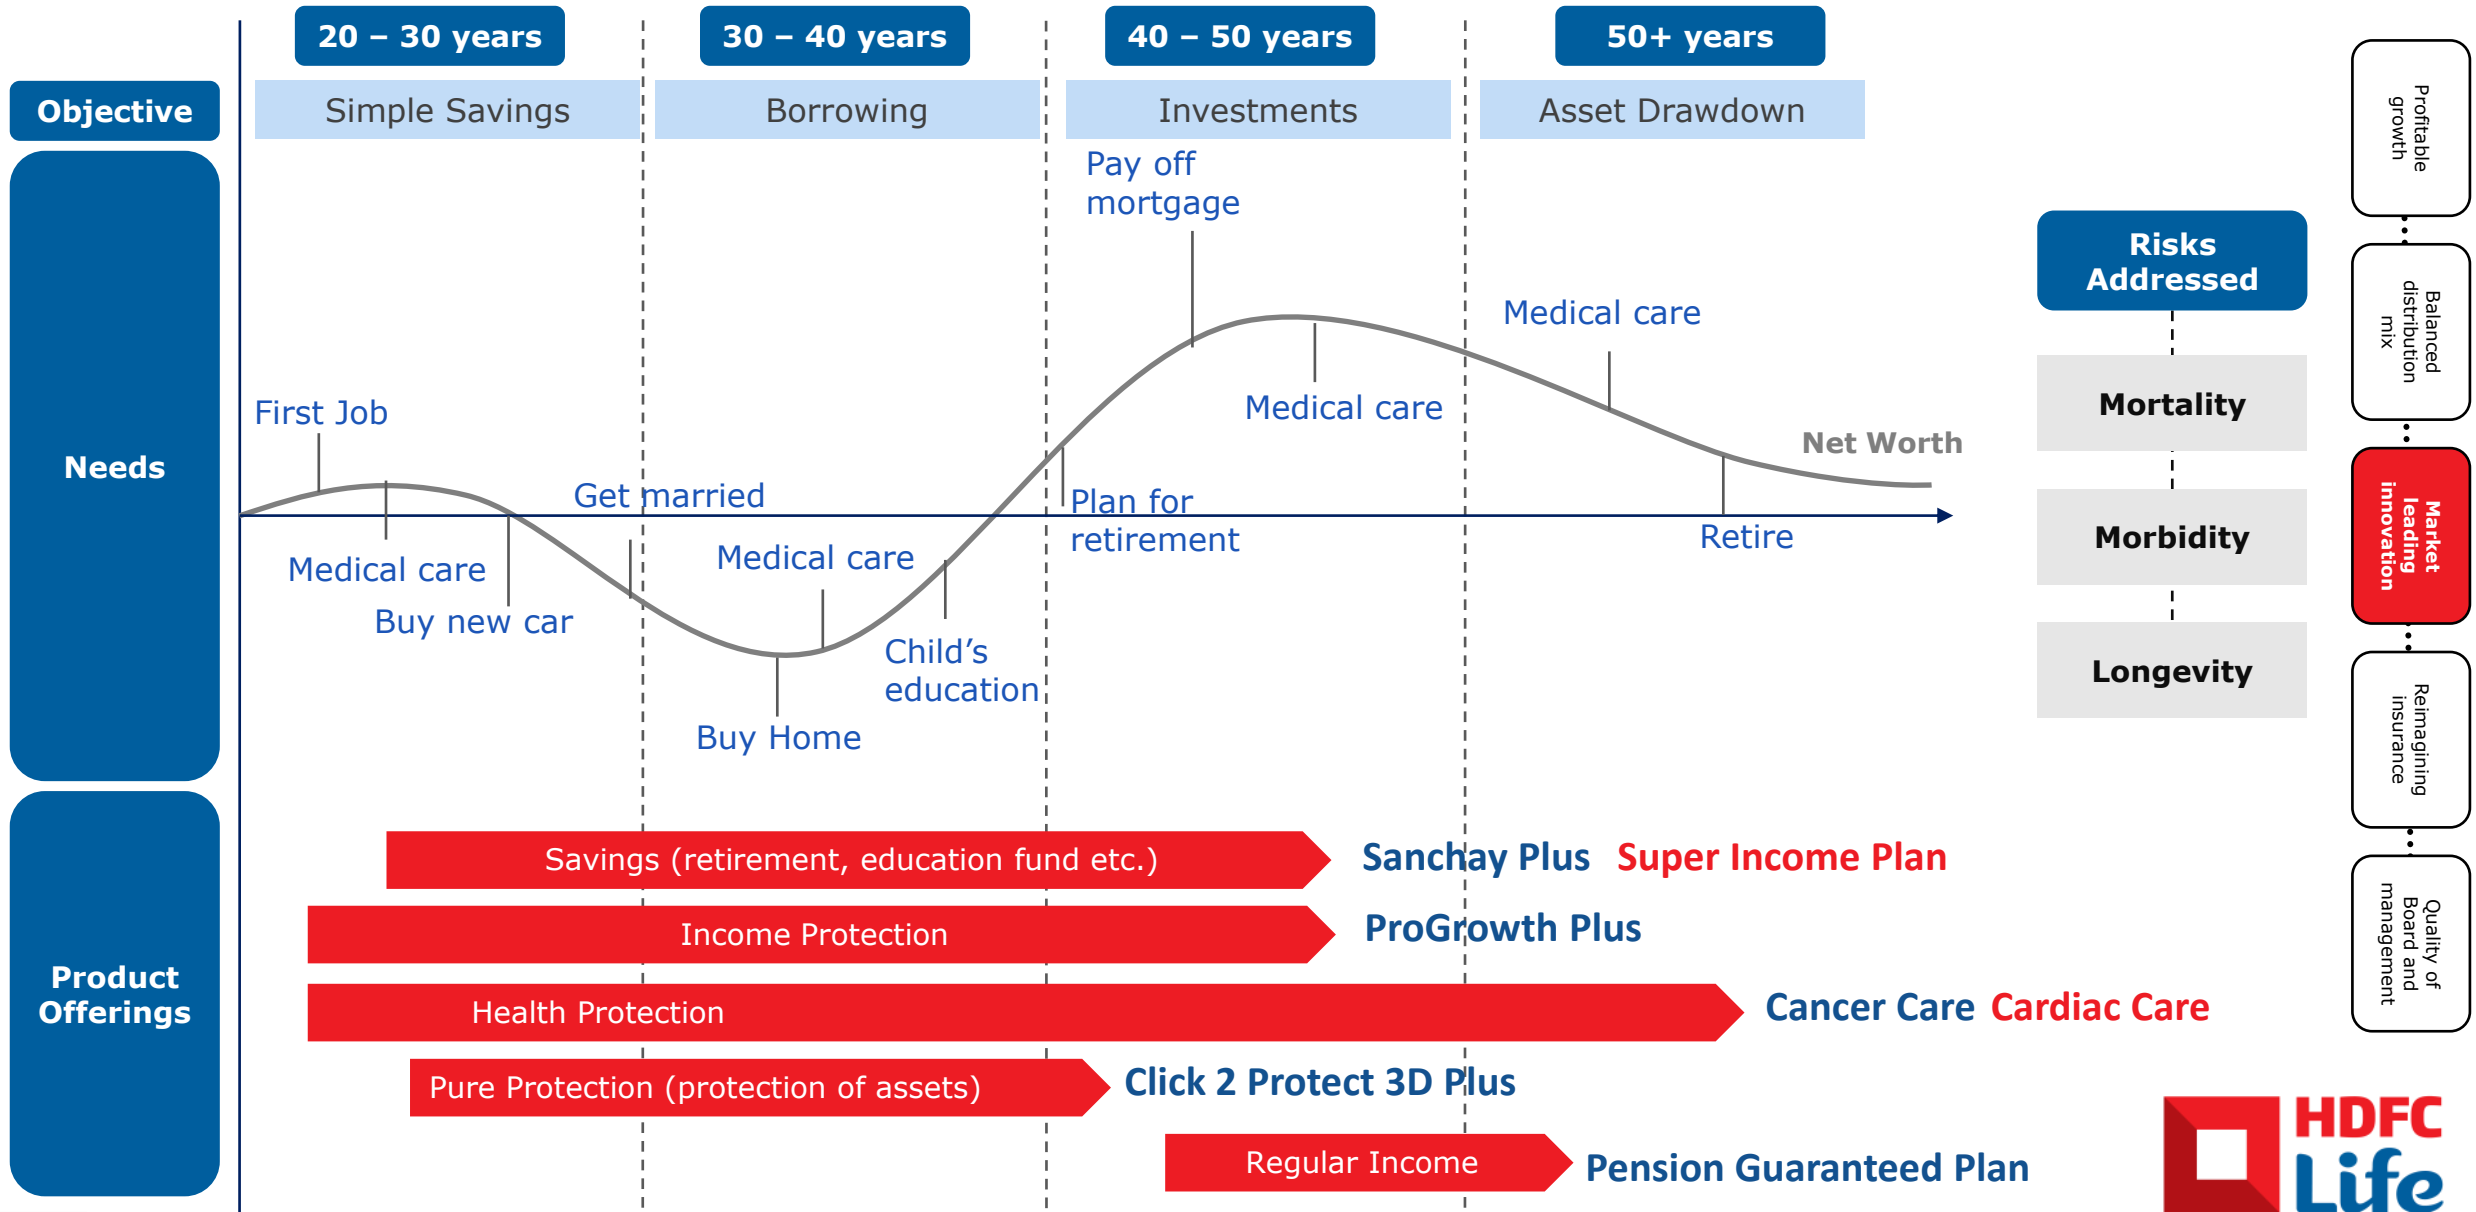 20 – 30 years
30 – 40 years
40 – 50 years
50+ years
Objective
Simple Savings
Borrowing
Investments
Asset Drawdown
Needs
Pay off
mortgage
Medical care
First Job
Medical care
Net Worth
Get married
Plan for
retirement
Retire
Medical care
Medical care
Buy new car
Child’s
education
Buy Home
Product
Offerings
Savings (retirement, education fund etc.)
Sanchay Plus Super Income Plan
Income Protection
ProGrowth Plus
Health Protection
Cancer Care Cardiac Care
Pure Protection (protection of assets)
Click 2 Protect 3D Plus
Regular Income
Pension Guaranteed Plan
Risks
Addressed
Mortality
Morbidity
Longevity
Profitable
growth
Balanced
distribution
mix
Market
leading
innovation
Reimagining
insurance
Quality of
Board and
management
HDFC
Life